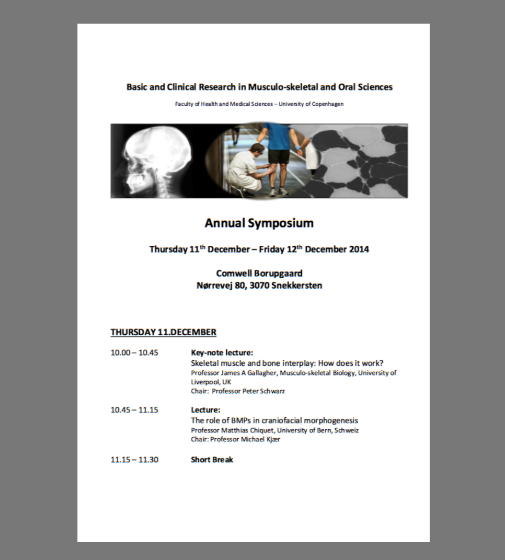 Basic and Clinical Research in Musculo-skeletal and Oral Sciences
Faculty of Health and Medical Sciences – University of Copenhagen
Annual Symposium
Thursday 11th December – Friday 12th December 2014
Comwell Borupgaard
Nørrevej 80, 3070 Snekkersten
THURSDAY 11.DECEMBER
10.00 – 10.45 Key-note lecture:
Skeletal muscle and bone interplay: How does it work?
Professor James A Gallagher, Musculo-skeletal Biology, University of
Liverpool, UK
Chair: Professor Peter Schwarz
10.45 – 11.15 Lecture:
The role of BMPs in craniofacial morphogenesis
Professor Matthias Chiquet, University of Bern, Schweiz
Chair: Professor Michael Kjær
11.15 – 11.30 Short Break